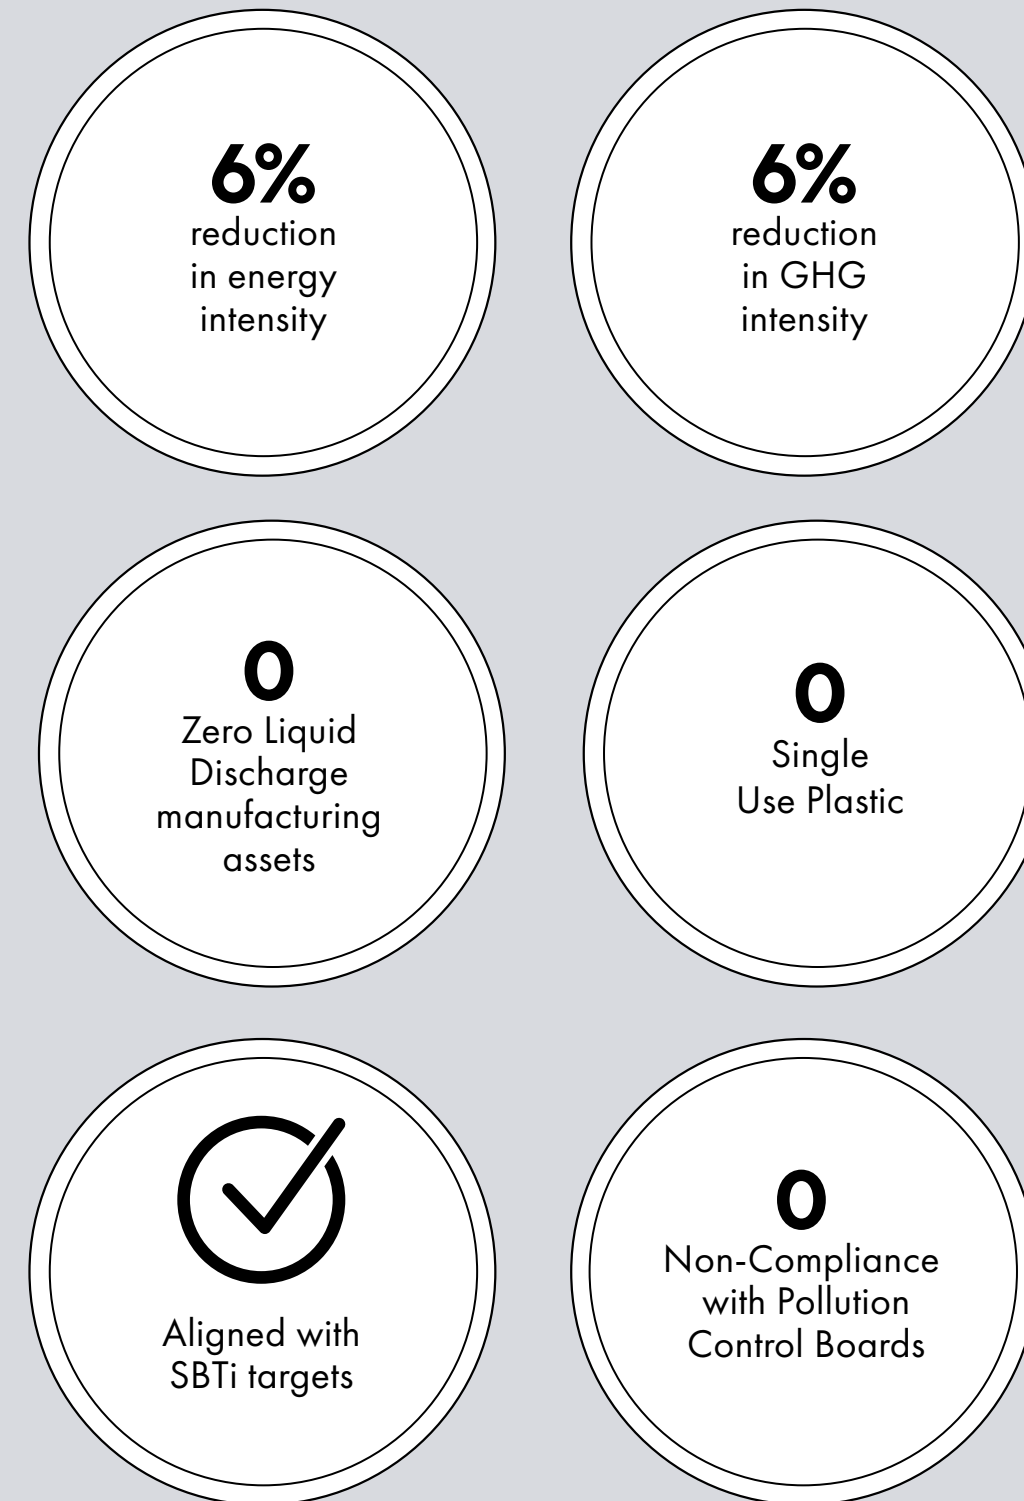 6%
reduction
in energy
intensity
6%
reduction
in GHG
intensity
0
Zero Liquid
Discharge
manufacturing
assets
0
Single
Use Plastic
Aligned with
SBTi targets
0
Non-Compliance
with Pollution
Control Boards